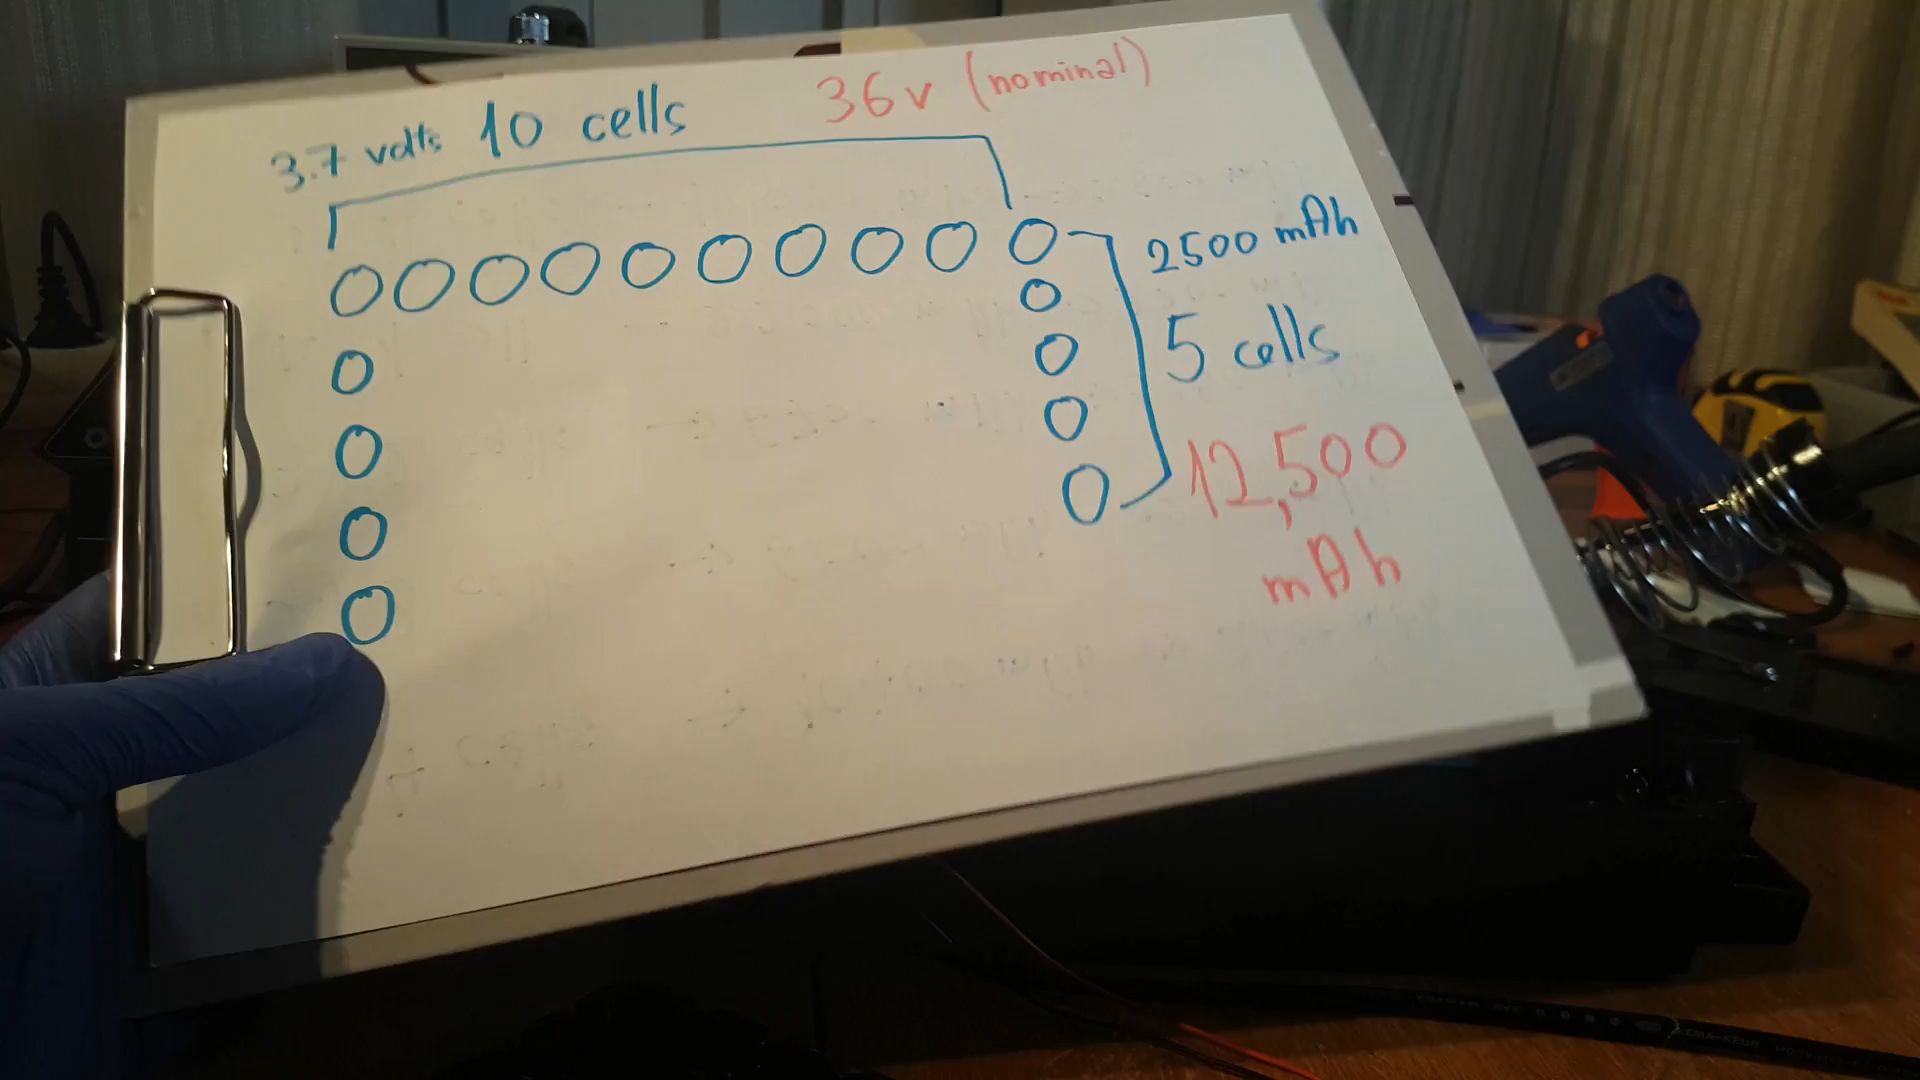 3.7 volts 10 cells 36v (nominal)
2500 mAh
5 cells
12,500
mAh